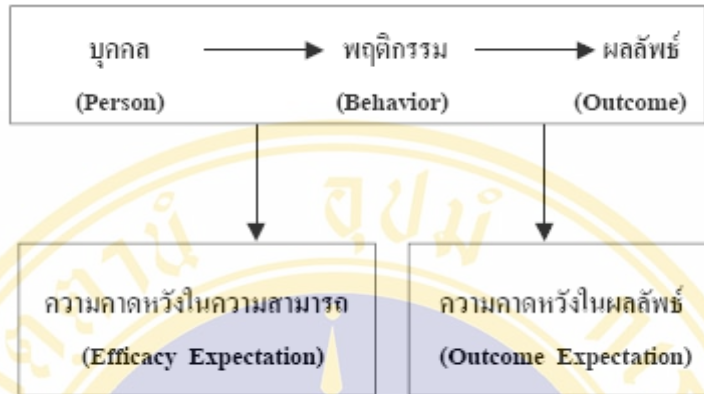 บุคคล พฤติกรรม ผลลัพธ์
(Person) (Behavior) (Outcome)
อุปมํ
ความคาดหวังในความสามารถ ความคาดหวังในผลลัพธ์
(Efficacy Expectation) (Outcome Expectation)